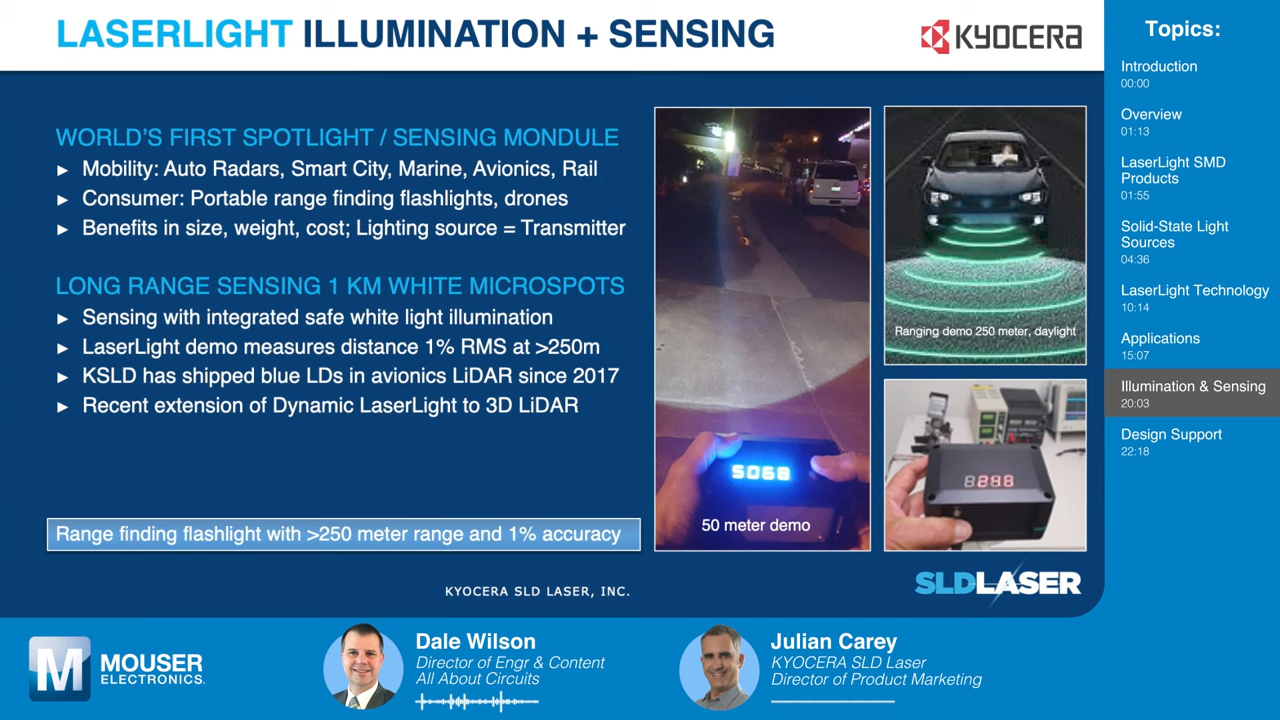 LASERLIGHT ILLUMINATION + SENSING
KYOCERA
WORLD'S FIRST SPOTLIGHT / SENSING MONDULE
► Mobility: Auto Radars, Smart City, Marine, Avionics, Rail
► Consumer: Portable range finding flashlights, drones
► Benefits in size, weight, cost; Lighting source = Transmitter
LONG RANGE SENSING 1 KM WHITE MICROSPOTS
► Sensing with integrated safe white light illumination
► LaserLight demo measures distance 1% RMS at >250m
► KSLD has shipped blue LDs in avionics LiDAR since 2017
► Recent extension of Dynamic LaserLight to 3D LiDAR
Range finding flashlight with >250 meter range and 1% accuracy
5068
50 meter demo
Ranging demo 250 meter, daylight
248
KYOCERA SLD LASER, INC.
SLDLASER
Topics:
Introduction
00:00
Overview
01:13
LaserLight SMD
Products
01:55
Solid-State Light
Sources
04:36
LaserLight Technology
10:14
Applications
15:07
Illumination & Sensing
20:03
Design Support
22:18
M
MOUSER
ELECTRONICS.
Dale Wilson
Director of Engr & Content
All About Circuits
Julian Carey
KYOCERA SLD Laser
Director of Product Marketing